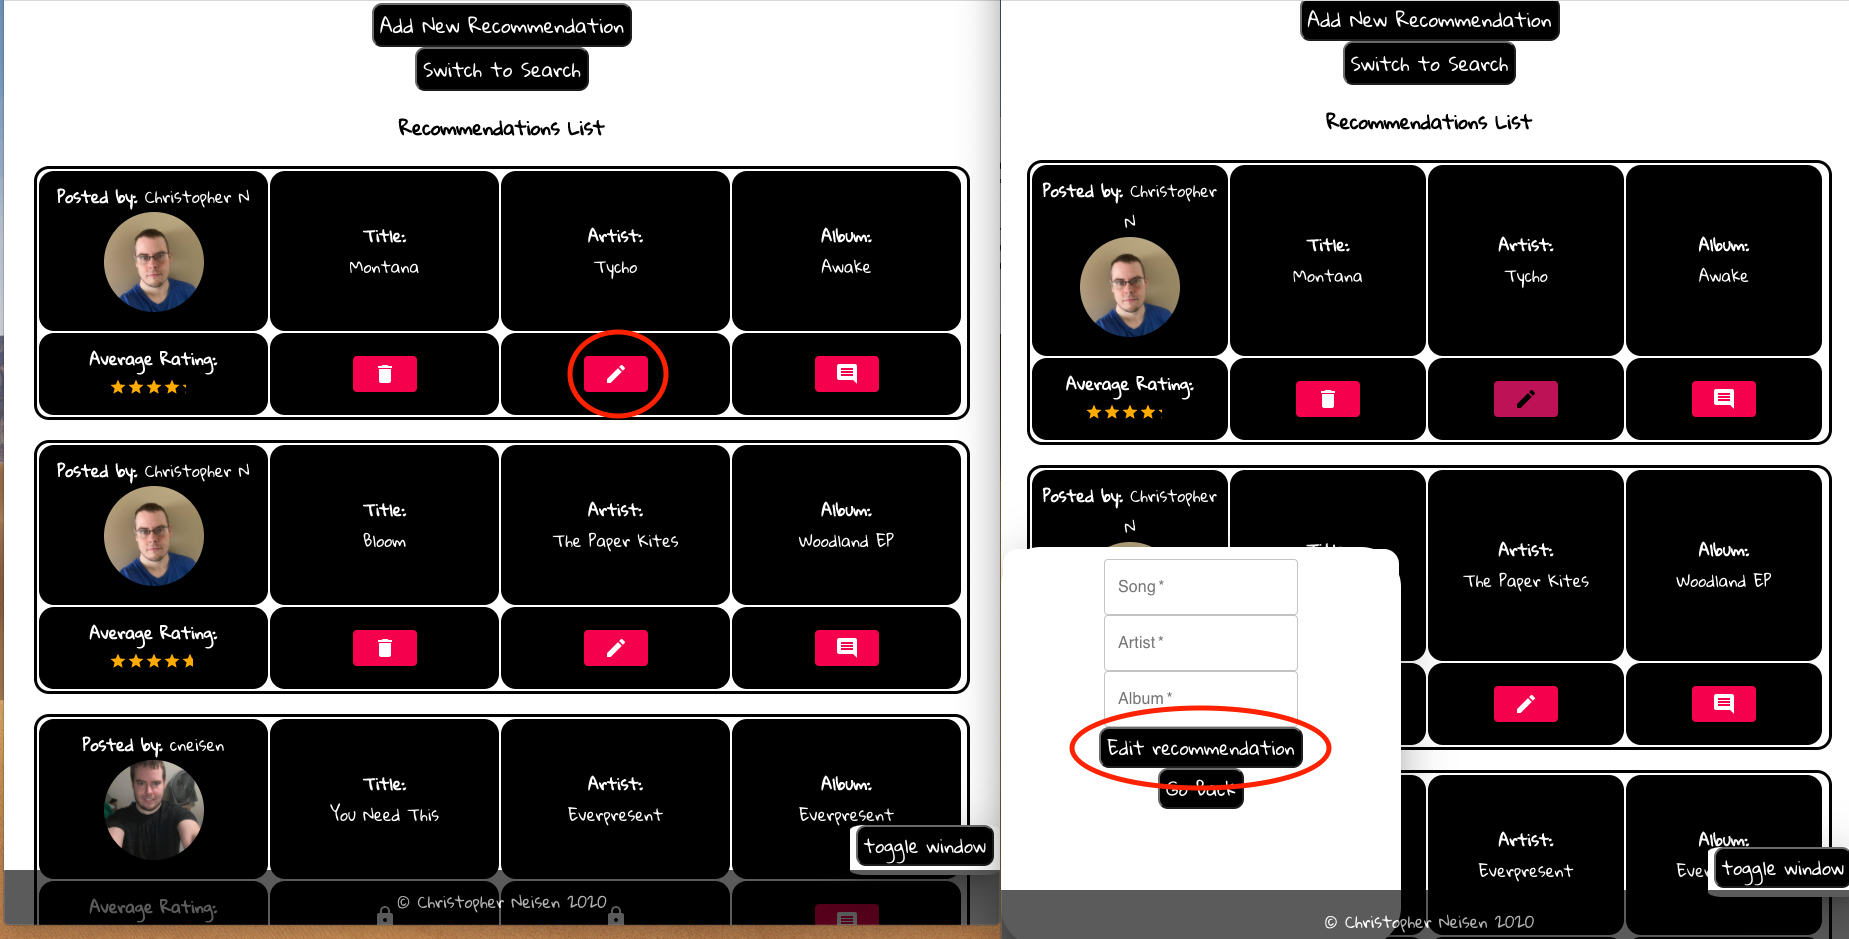 Add New Recommendation
Switch to Search
Recommendations List
Posted by: Christopher N
Title:
Montana
Artist:
Tycho
Album:
Awake
Average Rating:
Posted by: Christopher N
Title:
Bloom
Artist:
The Paper Kites
Album:
Woodland EP
Average Rating:
Posted by: cneisen
Title:
You Need This
Artist:
Everpresent
Album:
Everpresent
toggle window
Average Rating:
© Christopher Neisen 2020
Add New Recommendation
Switch to Search
Recommendations List
Posted by: Christopher
N
Title:
Montana
Artist:
Tycho
Album:
Awake
Average Rating:
Posted by: Christopher
N
Title:
Artist:
The Paper Kites
Album:
Woodland EP
Song *
Artist *
Album *
Edit recommendation
Go Back
Artist:
Everpresent
Album:
Ever
toggle window
© Christopher Neisen 2020